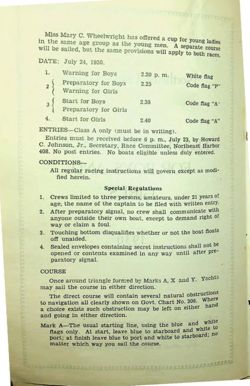 Miss Mary C. Wheelwright has offered a cup for young ladies
in the same age group as the young men. A separate course
will be sailed, but the same provisions will apply to both races.
DATE: July 24, 1930.
1. Warning for Boys 2.20 p. m. White flag
2 { Preparatory for Boys 2.25 Code flag "P"
Warning for Girls
3 { Start for Boys 2.30 Code flag "A"
Preparatory for Girls
4. Start for Girls 2.40 Code flag "A"
ENTRIES—Class A only (must be in writing).
Entries must be received before 6 p. m., July 23, by Howard
C. Johnson, Jr., Secretary, Race Committee, Northeast Harbor
408. No post entries. No boats eligible unless duly entered.
CONDITIONS—
All regular racing instructions will govern except as modi-
fied herein.
Special Regulations
1. Crews limited to three persons; amateurs, under 21 years of
age, the name of the captain to be filed with written entry.
2. After preparatory signal, no crew shall communicate with
anyone outside their own boat, except to demand right of
way or claim a foul.
3. Touching bottom disqualifies whether or not the boat floats
off unaided.
Sealed envelopes containing secret instructions shall not be
opened or contents examined in any way until after pre-
paratory signal.
COURSE
Once around triangle formed by Marks A, X and Y. Yachts
may sail the course in either direction.
The direct course will contain several natural obstructions
to navigation all clearly shown on Govt. Chart No. 306. Where
a choice exists such obstruction may be left on either hand
and going in either direction.
Mark A—The usual starting line, using the blue and white
flags only. At start, leave blue to starboard and white to
port; at finish leave blue to port and white to starboard; no
matter which way you sail the course.